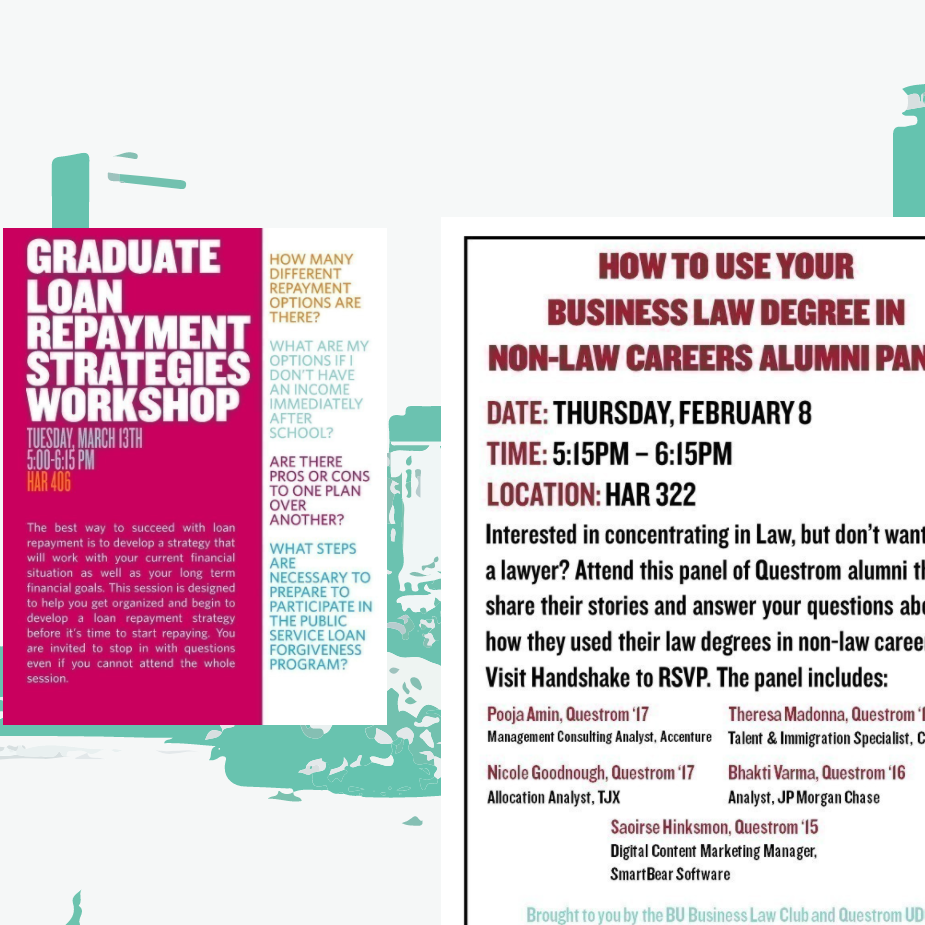 GRADUATE
LOAN
REPAYMENT
STRATEGIES
WORKSHOP
TUESDAY, MARCH 13TH
5:00-6:15 PM
HAR 406
The best way to succeed with loan
repayment is to develop a strategy that
will work with your current financial
situation as well as your long term
financial goals. This session is designed
to help you get organized and begin to
develop a loan repayment strategy
before it's time to start repaying. You
are invited to stop in with questions
even if you cannot attend the whole
session.
HOW MANY
DIFFERENT
REPAYMENT
OPTIONS ARE
THERE?
WHAT ARE MY
OPTIONS IF I
DON'T HAVE
AN INCOME
IMMEDIATELY
AFTER
SCHOOL?
ARE THERE
PROS OR CONS
TO ONE PLAN
OVER
ANOTHER?
WHAT STEPS
ARE
NECESSARY TO
PREPARE TO
PARTICIPATE IN
THE PUBLIC
SERVICE LOAN
FORGIVENESS
PROGRAM?
HOW TO USE YOUR
BUSINESS LAW DEGREE IN
NON-LAW CAREERS ALUMNI PAN
DATE: THURSDAY, FEBRUARY 8
TIME: 5:15PM – 6:15PM
LOCATION: HAR 322
Interested in concentrating in Law, but don't want
a lawyer? Attend this panel of Questrom alumni th
share their stories and answer your questions abo
how they used their law degrees in non-law career
Visit Handshake to RSVP. The panel includes:
Pooja Amin, Questrom '17
Management Consulting Analyst, Accenture
Theresa Madonna, Questrom '1
Talent & Immigration Specialist, C
Nicole Goodnough, Questrom '17
Allocation Analyst, TJX
Bhakti Varma, Questrom '16
Analyst, JP Morgan Chase
Saoirse Hinksmon, Questrom '15
Digital Content Marketing Manager,
SmartBear Software
Brought to you by the BU Business Law Club and Questrom UD